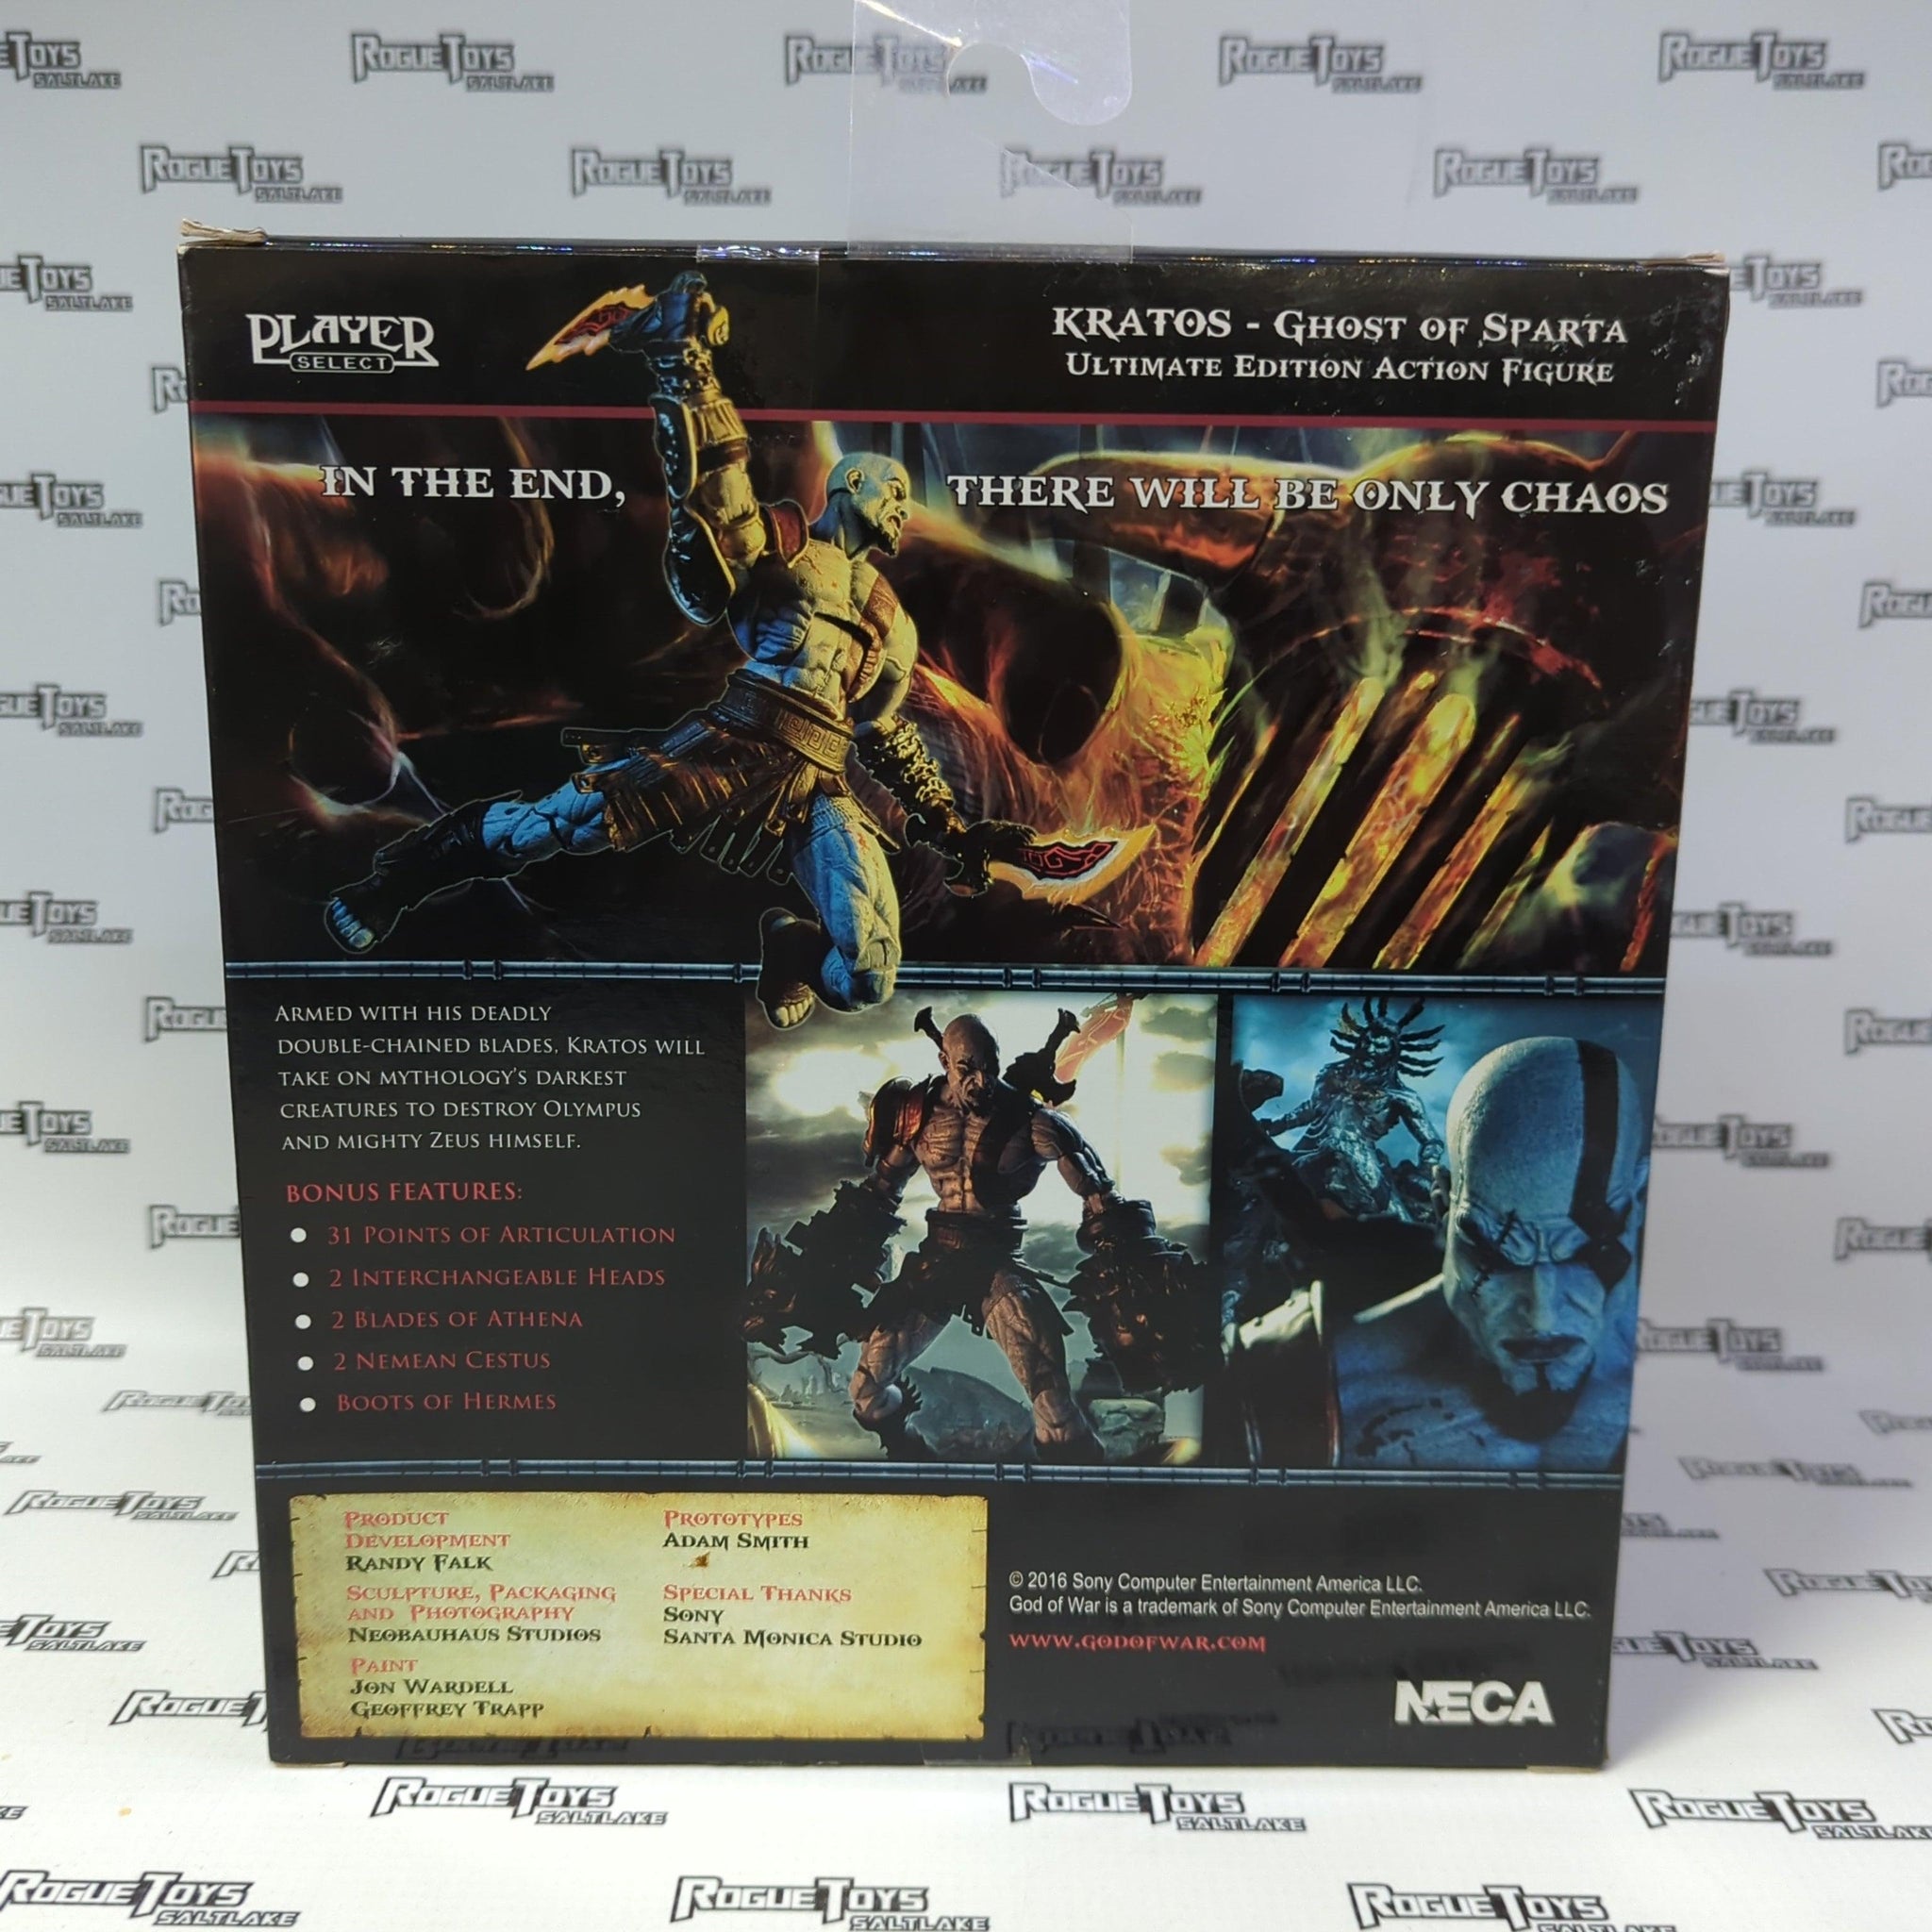 PLAYER
SELECT
KRATOS - GHOST OF SPARTA
ULTIMATE EDITION ACTION FIGURE
IN THE END, THERE WILL BE ONLY CHAOS
ARMED WITH HIS DEADLY
DOUBLE-CHAINED BLADES, KRATOS WILL
TAKE ON MYTHOLOGY'S DARKEST
CREATURES TO DESTROY OLYMPUS
AND MIGHTY ZEUS HIMSELF.
BONUS FEATURES:
31 POINTS OF ARTICULATION
2 INTERCHANGEABLE HEADS
2 BLADES OF ATHENA
2 NEMEAN CESTUS
BOOTS OF HERMES
PRODUCT
DEVELOPMENT
RANDY FALK
SCULPTURE, PACKAGING
AND PHOTOGRAPHY
NEOBAUHAUS STUDIOS
PAINT
JON WARDELL
GEOFFREY TRAPP
PROTOTYPES
ADAM SMITH
SPECIAL THANKS
SONY
SANTA MONICA STUDIO
© 2016 Sony Computer Entertainment America LLC.
God of War is a trademark of Sony Computer Entertainment America LLC.
WWW.GODOFWAR.COM
NECA
ROGUE TOYS
SALTLAKE